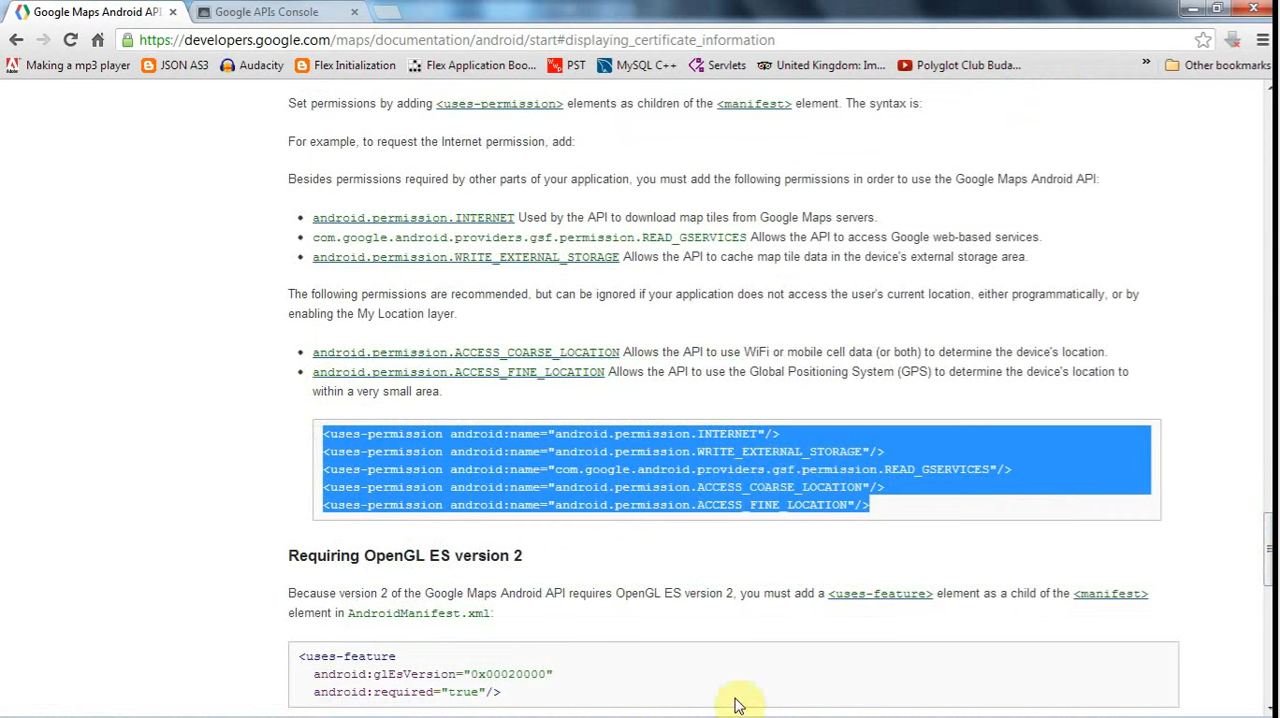 Google Maps Android API
Google APIs Console
https://developers.google.com/maps/documentation/android/start#displaying_certificate_information
Making a mp3 player
JSON AS3
Audacity
Flex Initialization
Flex Application Boo...
PST
MySQL C++
Servlets
United Kingdom: Im...
Polyglot Club Buda...
»
Other bookmarks
Set permissions by adding <uses-permission> elements as children of the <manifest> element. The syntax is:
For example, to request the Internet permission, add:
Besides permissions required by other parts of your application, you must add the following permissions in order to use the Google Maps Android API:
• android.permission.INTERNET Used by the API to download map tiles from Google Maps servers.
• com.google.android.providers.gsf.permission.READ_GSERVICES Allows the API to access Google web-based services.
• android.permission.WRITE_EXTERNAL_STORAGE Allows the API to cache map tile data in the device's external storage area.
The following permissions are recommended, but can be ignored if your application does not access the user's current location, either programmatically, or by
enabling the My Location layer.
• android.permission.ACCESS_COARSE_LOCATION Allows the API to use WiFi or mobile cell data (or both) to determine the device's location.
• android.permission.ACCESS_FINE_LOCATION Allows the API to use the Global Positioning System (GPS) to determine the device's location to
within a very small area.
<uses-permission android:name="android.permission.INTERNET"/>
<uses-permission android:name="android.permission.WRITE_EXTERNAL_STORAGE"/>
<uses-permission android:name="com.google.android.providers.gsf.permission.READ_GSERVICES"/>
<uses-permission android:name="android.permission.ACCESS_COARSE_LOCATION"/>
<uses-permission android:name="android.permission.ACCESS_FINE_LOCATION"/>
Requiring OpenGL ES version 2
Because version 2 of the Google Maps Android API requires OpenGL ES version 2, you must add a <uses-feature> element as a child of the <manifest>
element in AndroidManifest.xml:
<uses-feature
android:glEsVersion="0x00020000"
android:required="true"/>